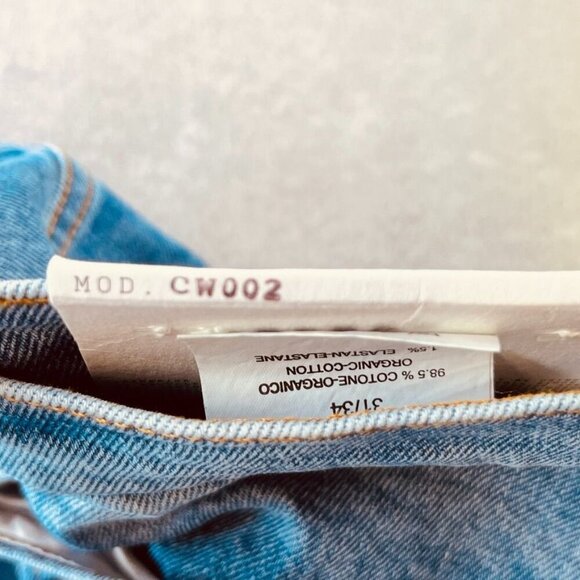 MOD. CW002
31/34
98.5 % COTONE-ORGANICO
ORGANIC-COTTON
1.5% ELASTAN-ELASTANE